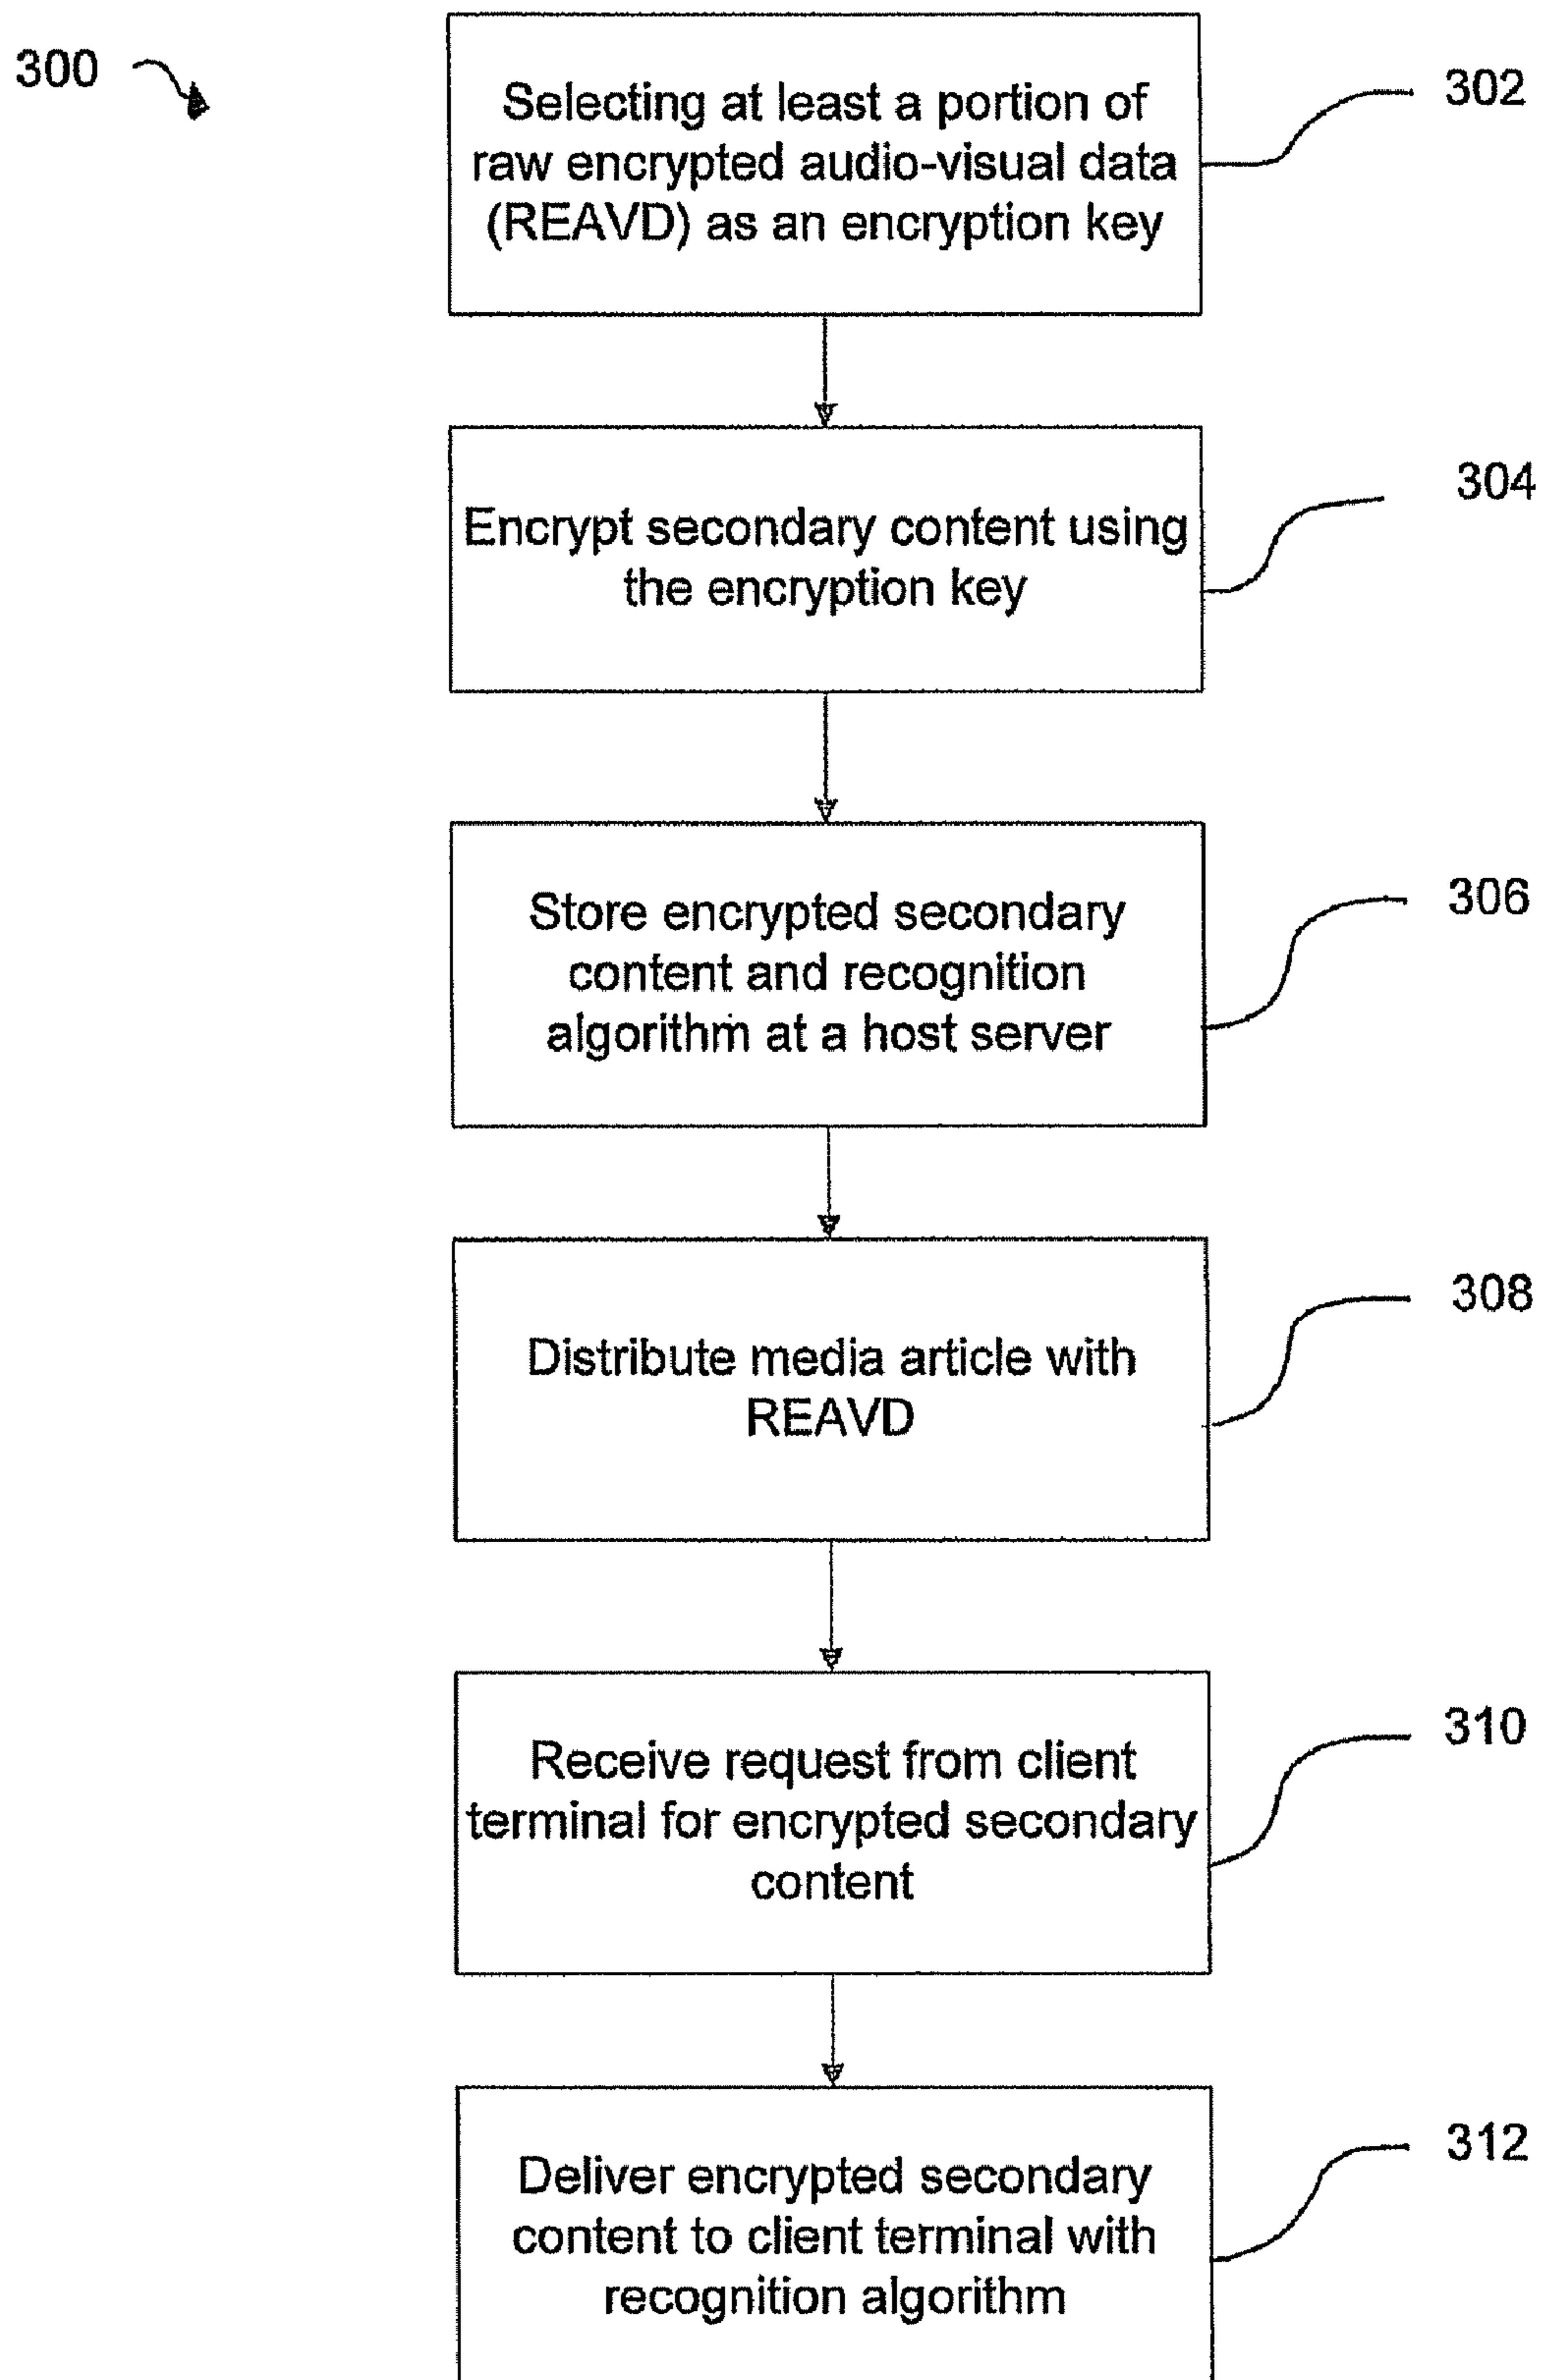 300
Selecting at least a portion of
raw encrypted audio-visual data
(REAVD) as an encryption key
302
Encrypt secondary content using
the encryption key
304
Store encrypted secondary
content and recognition
algorithm at a host server
306
Distribute media article with
REAVD
308
Receive request from client
terminal for encrypted secondary
content
310
Deliver encrypted secondary
content to client terminal with
recognition algorithm
312